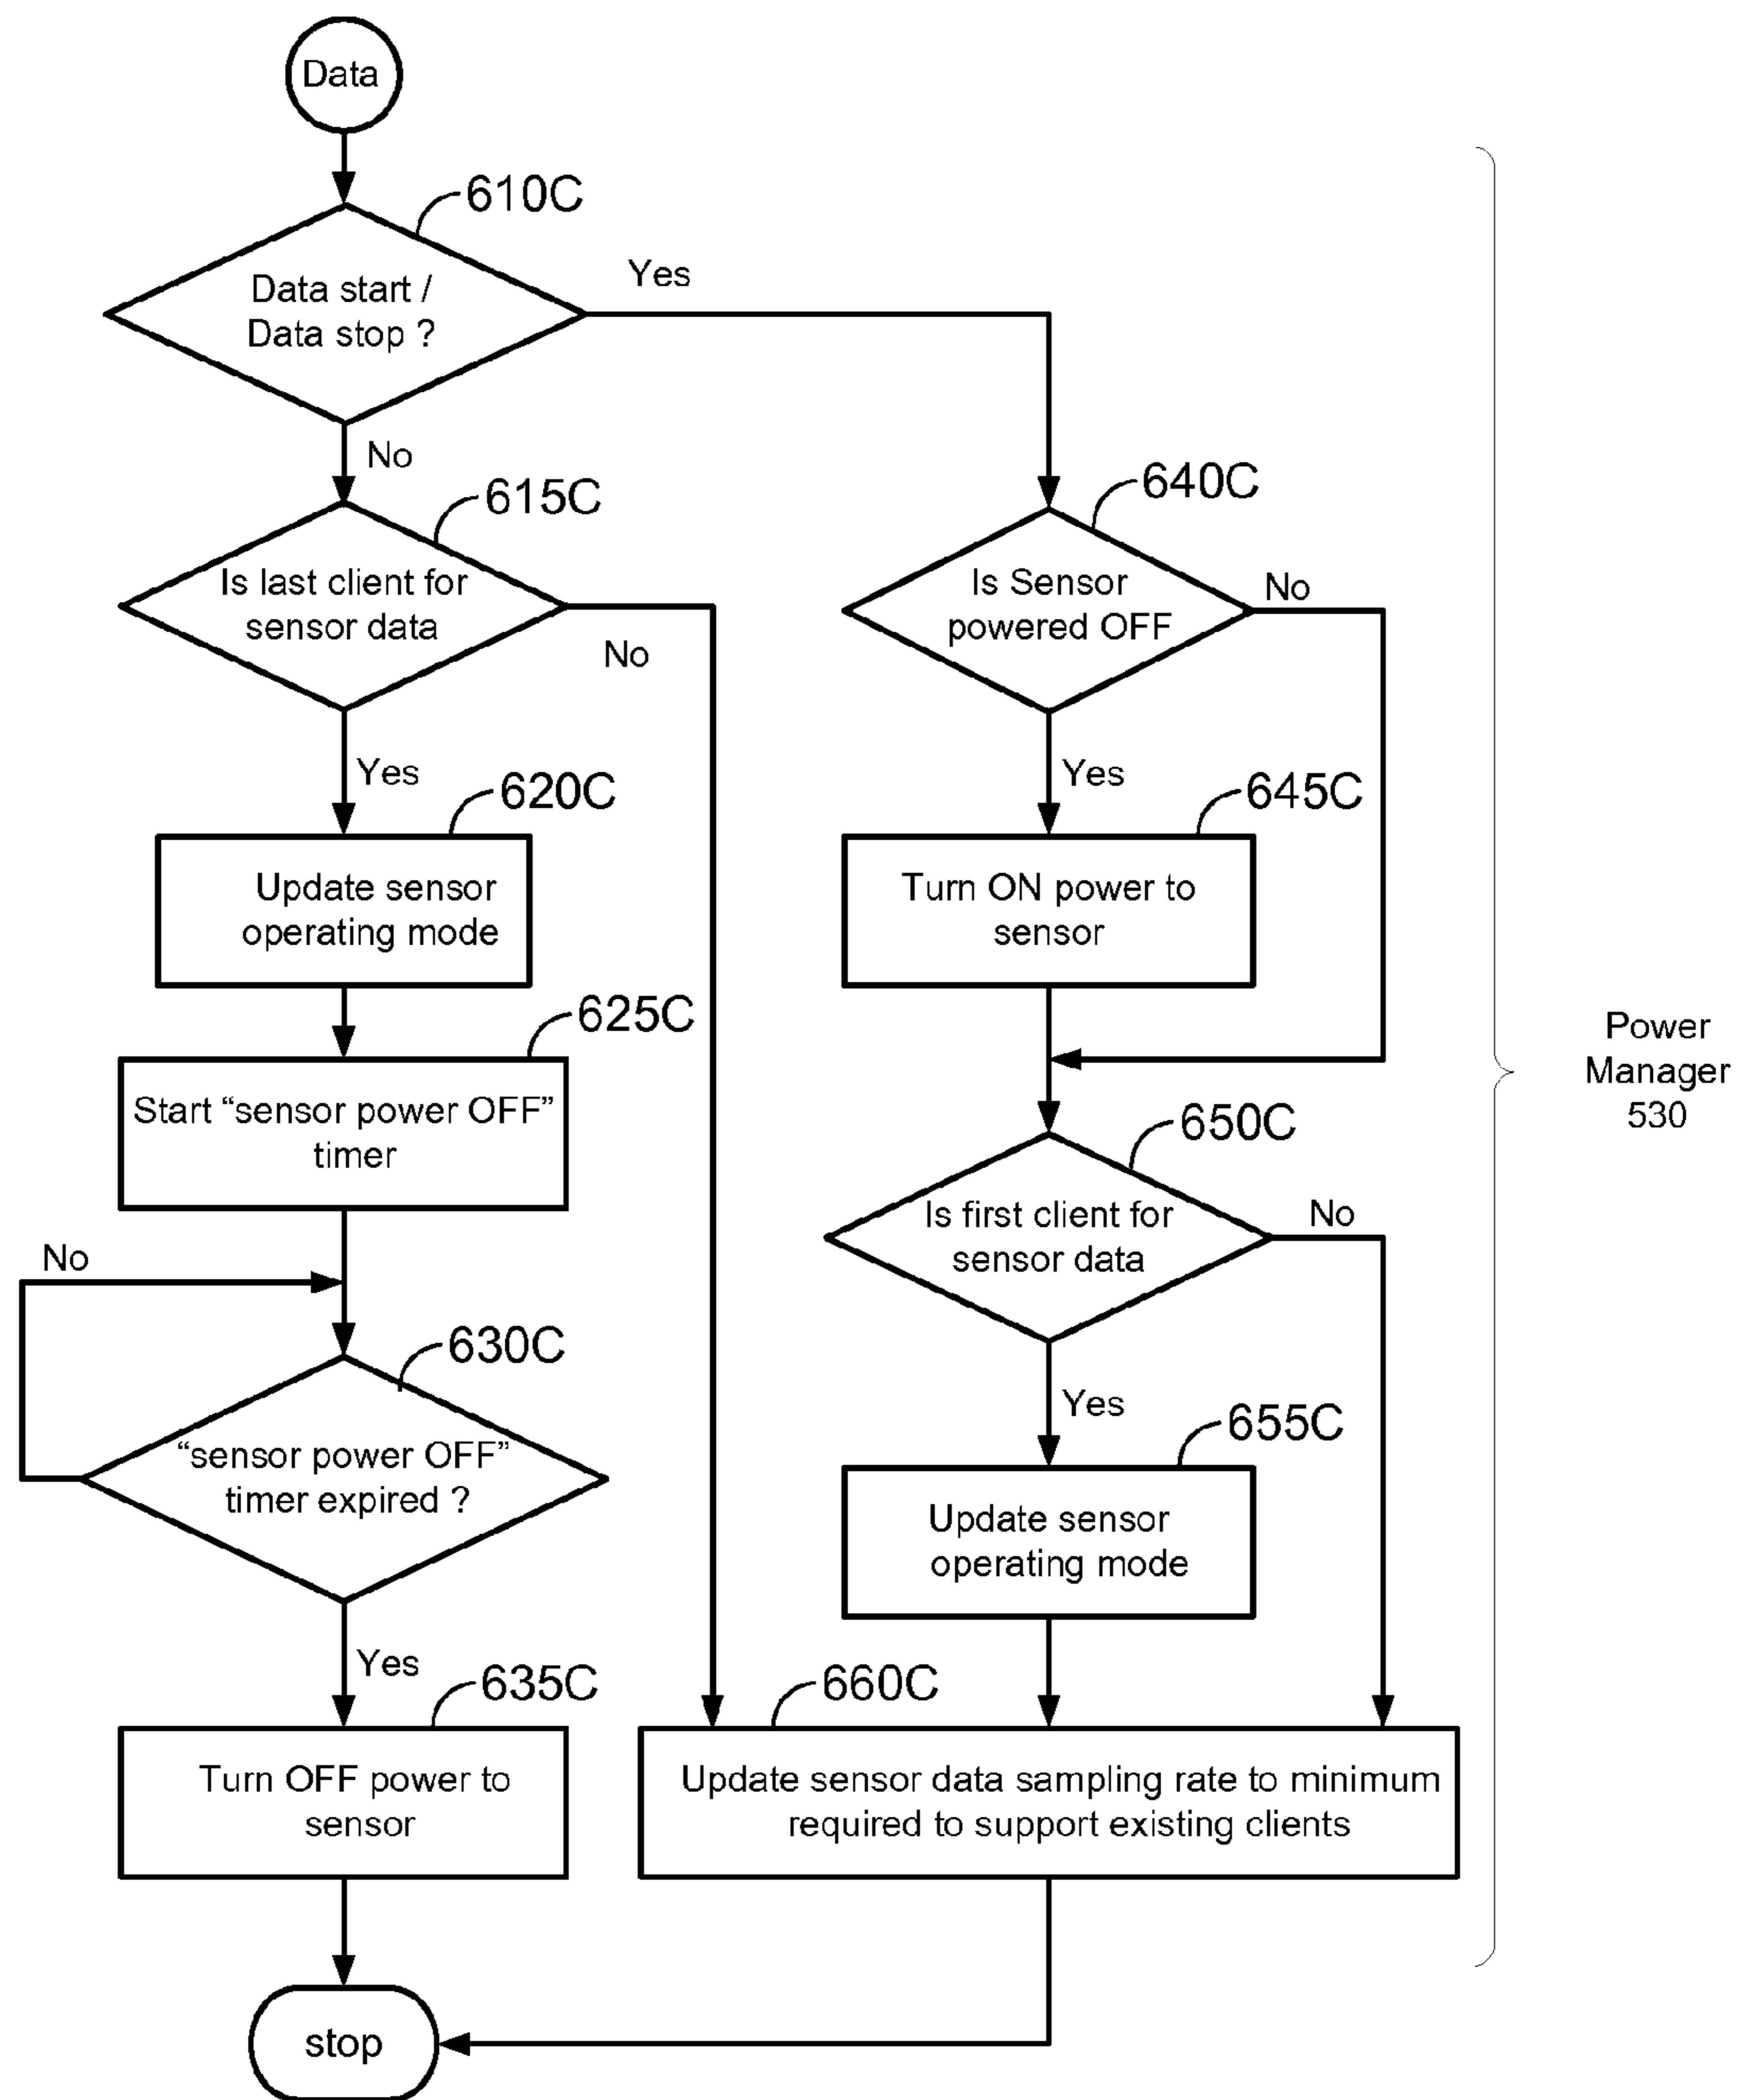 Data
610C
Data start /
Data stop ?
Yes
No
615C
Is last client for
sensor data
No
Yes
620C
Update sensor
operating mode
625C
Start “sensor power OFF”
timer
No
630C
“sensor power OFF”
timer expired ?
Yes
635C
Turn OFF power to
sensor
stop
640C
Is Sensor
powered OFF
No
Yes
645C
Turn ON power to
sensor
650C
Is first client for
sensor data
No
Yes
655C
Update sensor
operating mode
660C
Update sensor data sampling rate to minimum
required to support existing clients
Power
Manager
530